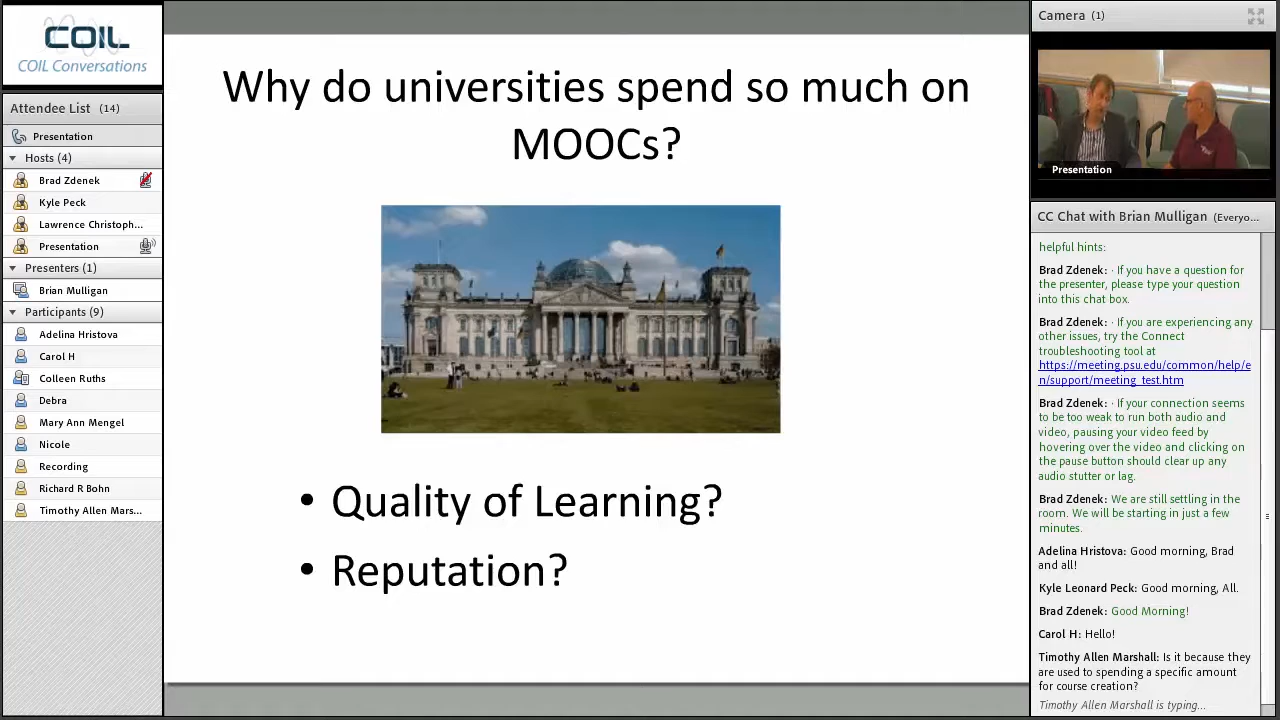 COIL
COIL Conversations
Attendee List (14)
Presentation
Hosts (4)
Brad Zdenek
Kyle Peck
Lawrence Christoph...
Presentation
Presenters (1)
Brian Mulligan
Participants (9)
Adelina Hristova
Carol H
Colleen Ruths
Debra
Mary Ann Mengel
Nicole
Recording
Richard R Bohn
Timothy Allen Mars...
Why do universities spend so much on
MOOCs?
• Quality of Learning?
• Reputation?
Camera (1)
Presentation
CC Chat with Brian Mulligan (Everyo...
helpful hints:
Brad Zdenek: · If you have a question for
the presenter, please type your question
into this chat box.
Brad Zdenek: · If you are experiencing any
other issues, try the Connect
troubleshooting tool at
https://meeting.psu.edu/common/help/e
n/support/meeting_test.htm
Brad Zdenek: · If your connection seems
to be too weak to run both audio and
video, pausing your video feed by
hovering over the video and clicking on
the pause button should clear up any
audio stutter or lag.
Brad Zdenek: We are still settling in the
room. We will be starting in just a few
minutes.
Adelina Hristova: Good morning, Brad
and all!
Kyle Leonard Peck: Good morning, All.
Brad Zdenek: Good Morning!
Carol H: Hello!
Timothy Allen Marshall: Is it because they
are used to spending a specific amount
for course creation?
Timothy Allen Marshall is typing...